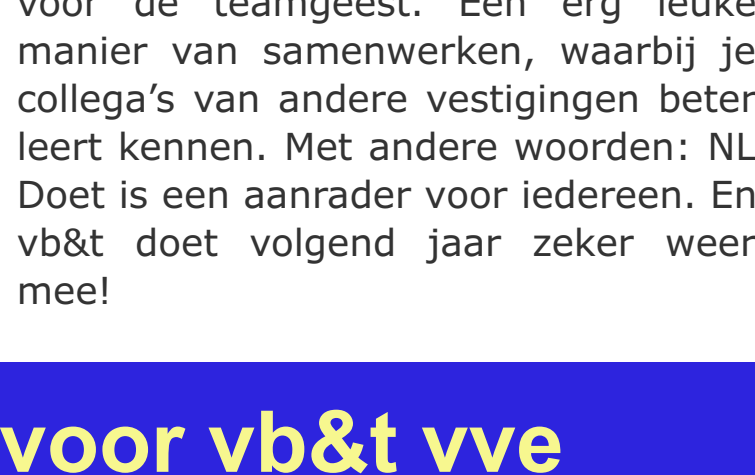 voor de teamgeest. Een erg leuke
manier van samenwerken, waarbij je
collega’s van andere vestigingen beter
leert kennen. Met andere woorden: NL
Doet is een aanrader voor iedereen. En
vb&t doet volgend jaar zeker weer
mee!
voor vb&t vve